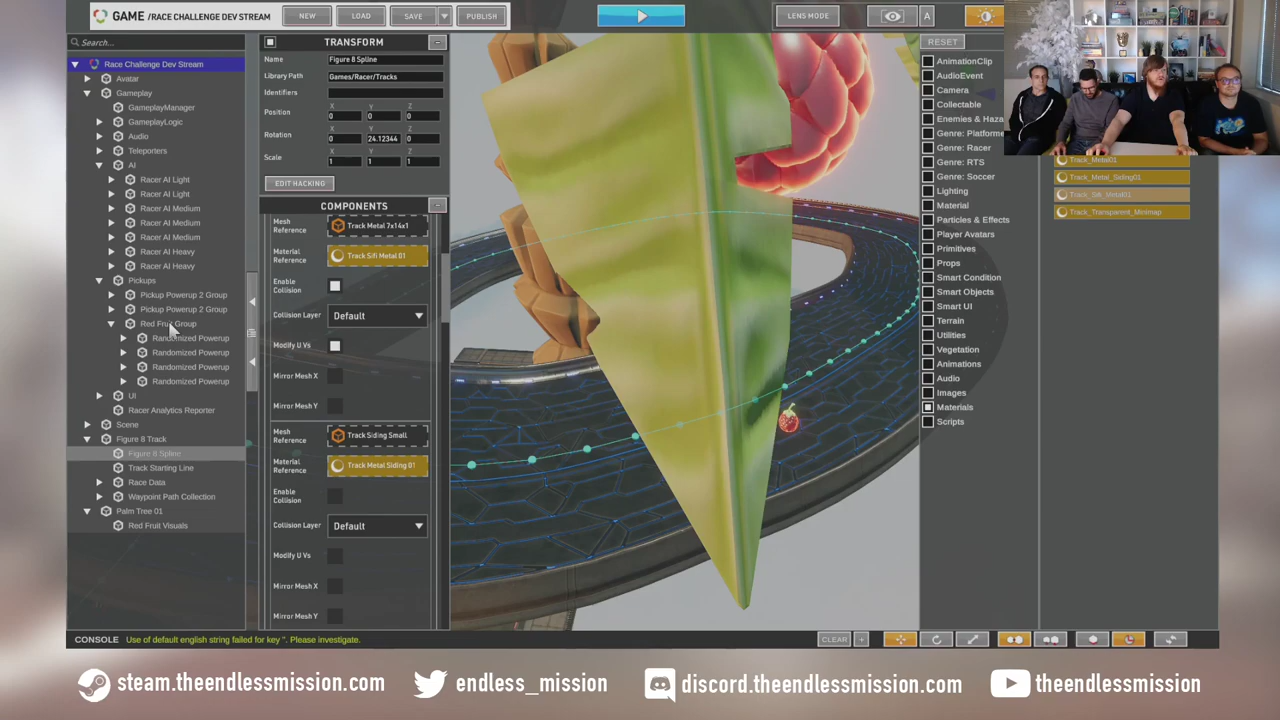 GAME /RACE CHALLENGE DEV STREAM
NEW
LOAD
SAVE
PUBLISH
LENS MODE
A
Search...
Race Challenge Dev Stream
Avatar
Gameplay
GameplayManager
GameplayLogic
Audio
Teleporters
AI
Racer AI Light
Racer AI Light
Racer AI Medium
Racer AI Medium
Racer AI Medium
Racer AI Heavy
Racer AI Heavy
Pickups
Pickup Powerup 2 Group
Pickup Powerup 2 Group
Red Fruit Group
Randomized Powerup
Randomized Powerup
Randomized Powerup
Randomized Powerup
UI
Racer Analytics Reporter
Scene
Figure 8 Track
Figure 8 Spline
Track Starting Line
Race Data
Waypoint Path Collection
Palm Tree 01
Red Fruit Visuals
TRANSFORM
Name
Figure 8 Spline
Library Path
Games/Racer/Tracks
Identifiers
X Y Z
Position
0 0 0
X Y Z
Rotation
0 24.12344 0
X Y Z
Scale
1 1 1
EDIT HACKING
COMPONENTS
Mesh Reference
Track Metal 7x14x1
Material Reference
Track Sifi Metal 01
Enable Collision
Collision Layer
Default
Modify U Vs
Mirror Mesh X
Mirror Mesh Y
Mesh Reference
Track Siding Small
Material Reference
Track Metal Siding 01
Enable Collision
Collision Layer
Default
Modify U Vs
Mirror Mesh X
Mirror Mesh Y
RESET
AnimationClip
AudioEvent
Camera
Collectable
Enemies & Haza
Genre: Platforme
Genre: Racer
Genre: RTS
Genre: Soccer
Lighting
Material
Particles & Effects
Player Avatars
Primitives
Props
Smart Condition
Smart Objects
Smart UI
Terrain
Utilities
Vegetation
Animations
Audio
Images
Materials
Scripts
Track_Metal01
Track_Metal_Siding01
Track_Sifi_Metal01
Track_Transparent_Minimap
CONSOLE Use of default english string failed for key ''. Please investigate.
CLEAR +
steam.theendlessmission.com
endless_mission
discord.theendlessmission.com
theendlessmission